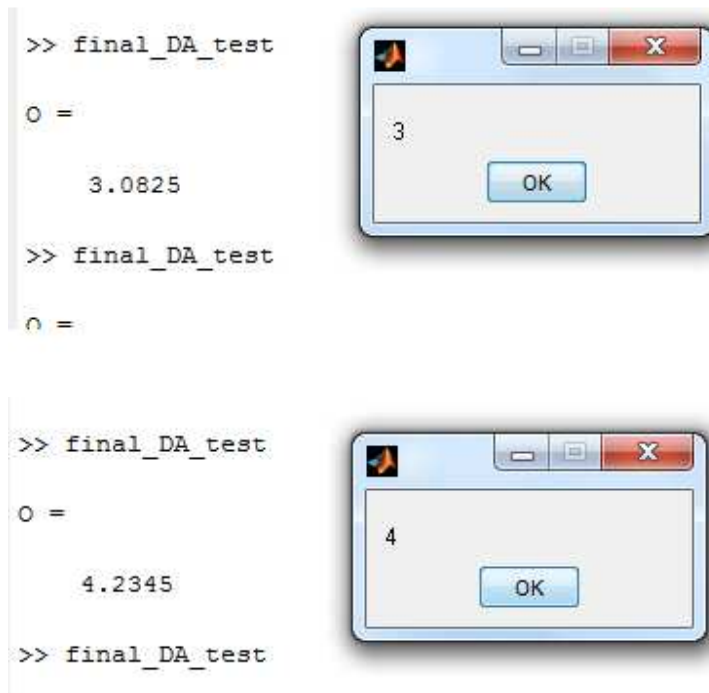 >> final_DA_test
O =
3.0825
>> final_DA_test
O =
3
OK
>> final_DA_test
O =
4.2345
>> final_DA_test
4
OK